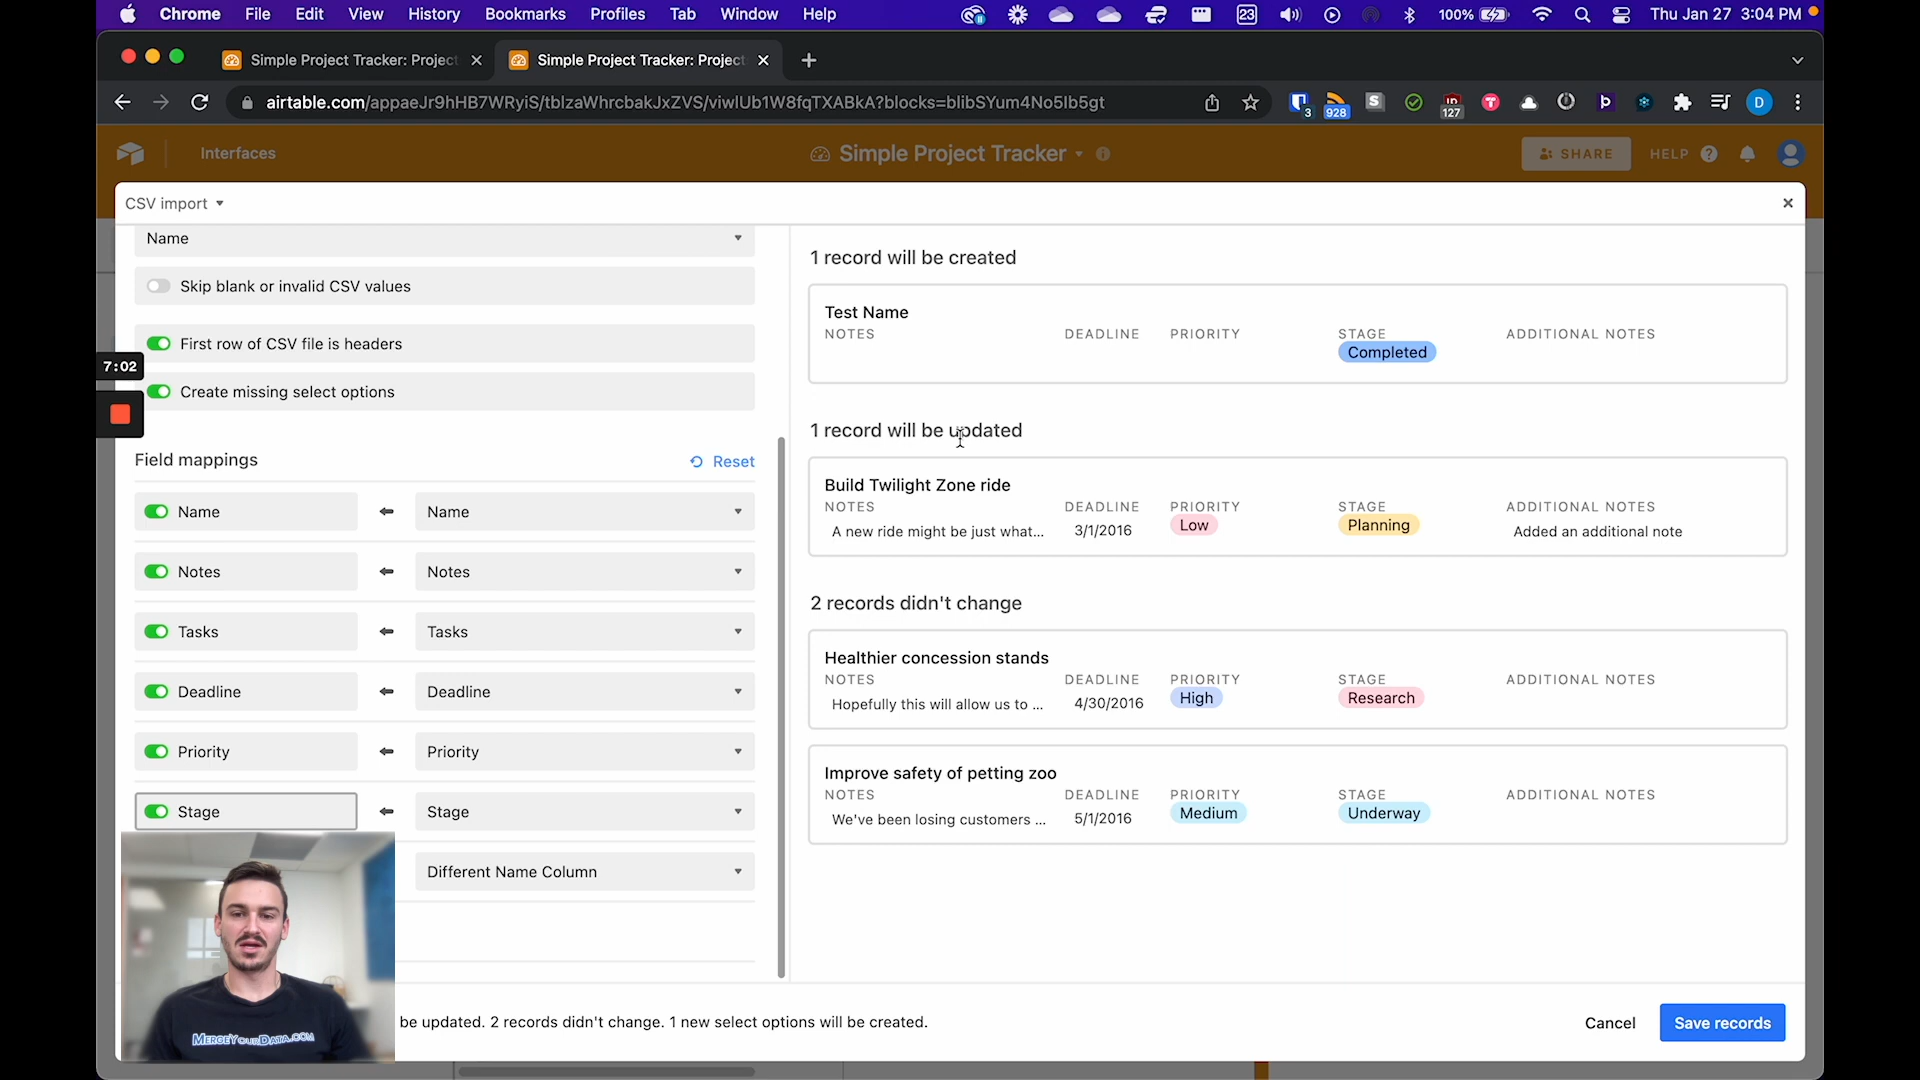 Chrome File Edit View History Bookmarks Profiles Tab Window Help 23 100% Thu Jan 27 3:04 PM
Simple Project Tracker: Project Simple Project Tracker: Project
airtable.com/appaeJr9hHB7WRyiS/tblzaWhrcbakJxZVS/viwlUb1W8fqTXABkA?blocks=blibSYum4No5Ib5gt 3 928 127 D
Interfaces Simple Project Tracker SHARE HELP
CSV import
Name
Skip blank or invalid CSV values
First row of CSV file is headers
7:02
Create missing select options
Field mappings Reset
Name Name
Notes Notes
Tasks Tasks
Deadline Deadline
Priority Priority
Stage Stage
Different Name Column
MERGEYOURDATA.COM
1 record will be created
Test Name
NOTES DEADLINE PRIORITY STAGE ADDITIONAL NOTES
Completed
1 record will be updated
Build Twilight Zone ride
NOTES DEADLINE PRIORITY STAGE ADDITIONAL NOTES
A new ride might be just what... 3/1/2016 Low Planning Added an additional note
2 records didn't change
Healthier concession stands
NOTES DEADLINE PRIORITY STAGE ADDITIONAL NOTES
Hopefully this will allow us to ... 4/30/2016 High Research
Improve safety of petting zoo
NOTES DEADLINE PRIORITY STAGE ADDITIONAL NOTES
We've been losing customers ... 5/1/2016 Medium Underway
be updated. 2 records didn't change. 1 new select options will be created. Cancel Save records